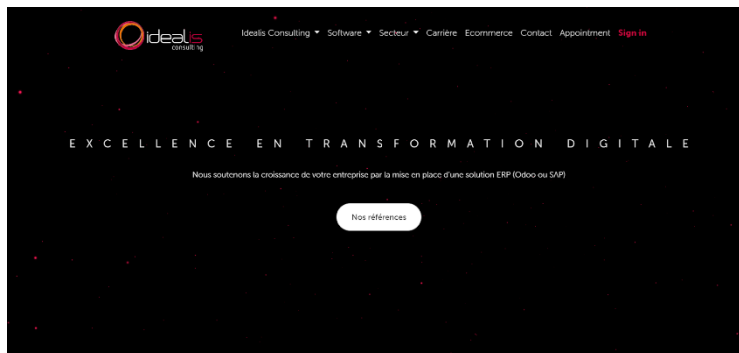 idealis
consulting
Idealis Consulting Software Secteur Carrière Ecommerce Contact Appointment Sign in
EXCELLENCE EN TRANSFORMATION DIGITALE
Nous soutenons la croissance de votre entreprise par la mise en place d'une solution ERP (Odoo ou SAP)
Nos références